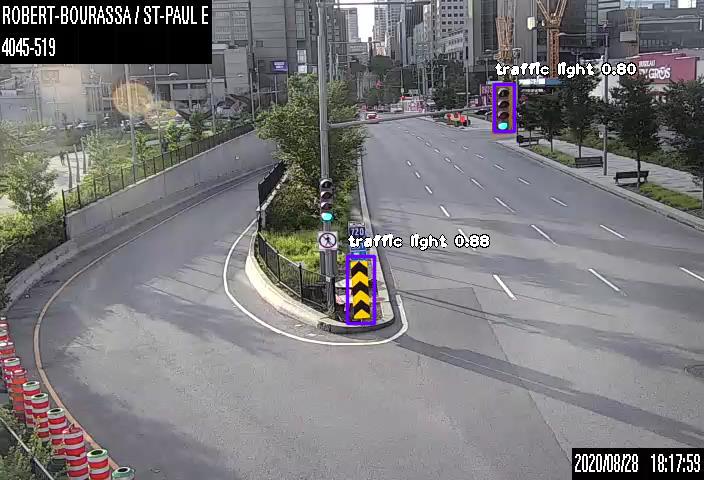 ROBERT-BOURASSA / ST-PAUL E
4045-519
traffic light 0.80
GROS
720
traffic light 0.88
2020/08/28 18:17:59